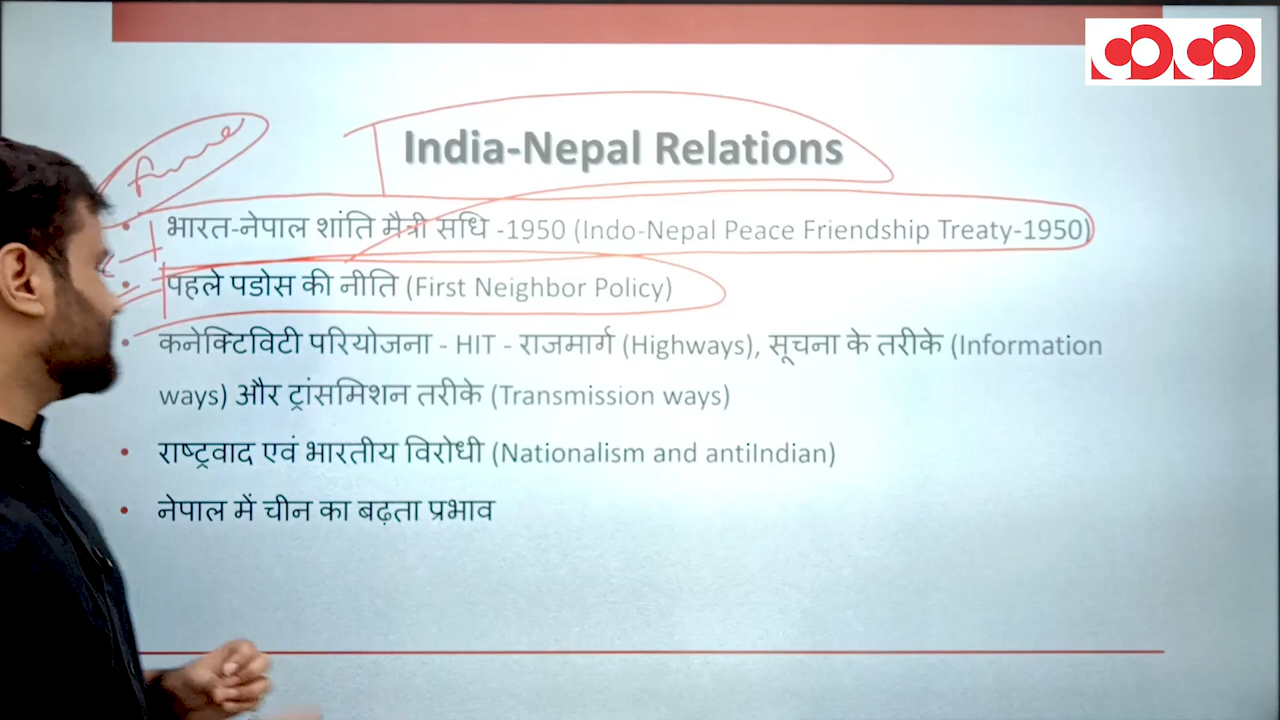 India-Nepal Relations
भारत-नेपाल शांति मैत्री सधि -1950 (Indo-Nepal Peace Friendship Treaty-1950)
पहले पडोस की नीति (First Neighbor Policy)
कनेक्टिविटी परियोजना - HIT - राजमार्ग (Highways), सूचना के तरीके (Information
ways) और ट्रांसमिशन तरीके (Transmission ways)
राष्ट्रवाद एवं भारतीय विरोधी (Nationalism and antiIndian)
नेपाल में चीन का बढ़ता प्रभाव